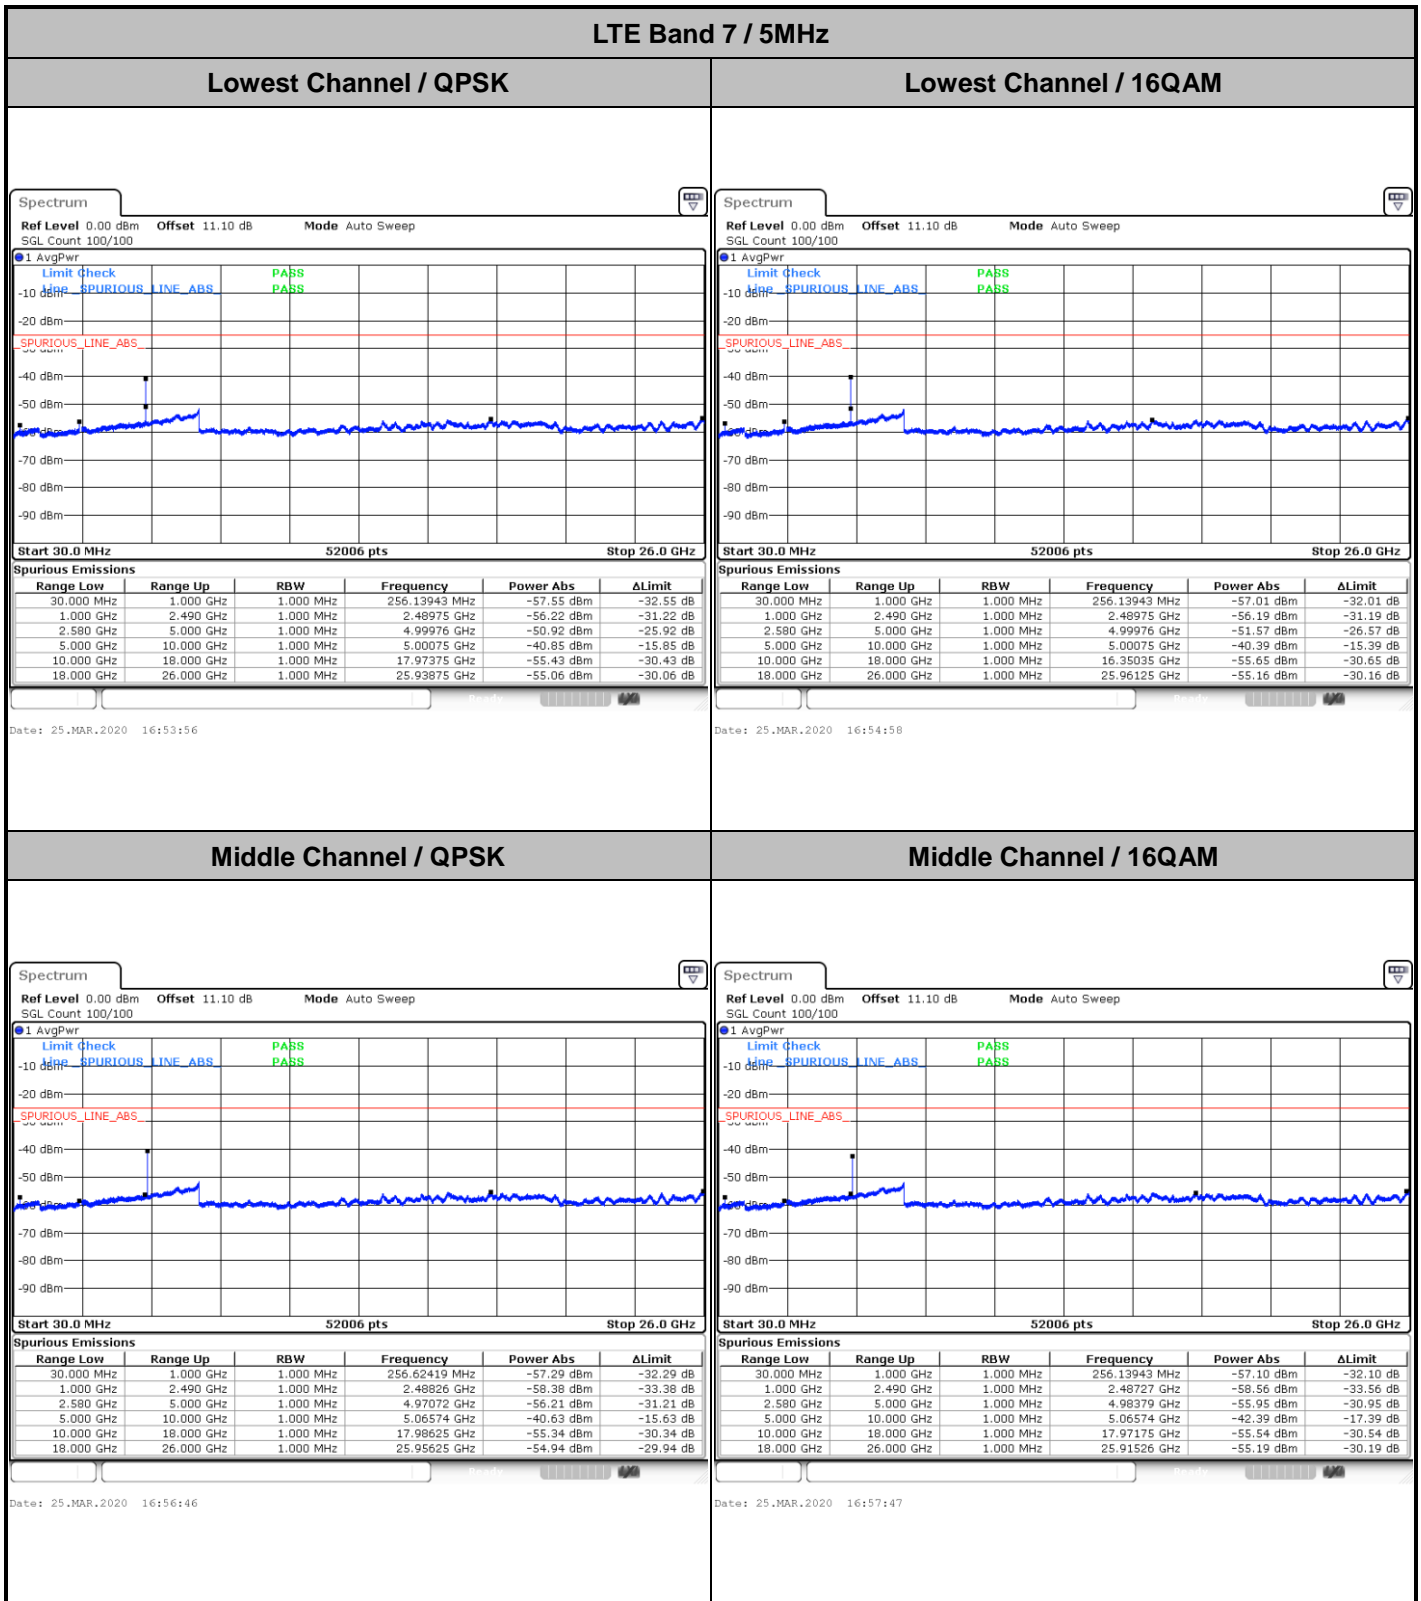 LTE Band 7 / 5MHz
Lowest Channel / QPSK
Lowest Channel / 16QAM
Spectrum
Ref Level 0.00 dBm Offset 11.10 dB Mode Auto Sweep
SGL Count 100/100
1 AvgPwr
Limit Check PASS
Line _SPURIOUS_LINE_ABS_ PASS
-10 dBm
-20 dBm
_SPURIOUS_LINE_ABS_
-40 dBm
-50 dBm
-70 dBm
-80 dBm
-90 dBm
Start 30.0 MHz 52006 pts Stop 26.0 GHz
Spurious Emissions
Range Low Range Up RBW Frequency Power Abs ΔLimit
30.000 MHz 1.000 GHz 1.000 MHz 256.13943 MHz -57.55 dBm -32.55 dB
1.000 GHz 2.490 GHz 1.000 MHz 2.48975 GHz -56.22 dBm -31.22 dB
2.580 GHz 5.000 GHz 1.000 MHz 4.99976 GHz -50.92 dBm -25.92 dB
5.000 GHz 10.000 GHz 1.000 MHz 5.00075 GHz -40.85 dBm -15.85 dB
10.000 GHz 18.000 GHz 1.000 MHz 17.97375 GHz -55.43 dBm -30.43 dB
18.000 GHz 26.000 GHz 1.000 MHz 25.93875 GHz -55.06 dBm -30.06 dB
Ready
Date: 25.MAR.2020 16:53:56
Spectrum
Ref Level 0.00 dBm Offset 11.10 dB Mode Auto Sweep
SGL Count 100/100
1 AvgPwr
Limit Check PASS
Line _SPURIOUS_LINE_ABS_ PASS
-10 dBm
-20 dBm
_SPURIOUS_LINE_ABS_
-40 dBm
-50 dBm
-70 dBm
-80 dBm
-90 dBm
Start 30.0 MHz 52006 pts Stop 26.0 GHz
Spurious Emissions
Range Low Range Up RBW Frequency Power Abs ΔLimit
30.000 MHz 1.000 GHz 1.000 MHz 256.13943 MHz -57.01 dBm -32.01 dB
1.000 GHz 2.490 GHz 1.000 MHz 2.48975 GHz -56.19 dBm -31.19 dB
2.580 GHz 5.000 GHz 1.000 MHz 4.99976 GHz -51.57 dBm -26.57 dB
5.000 GHz 10.000 GHz 1.000 MHz 5.00075 GHz -40.39 dBm -15.39 dB
10.000 GHz 18.000 GHz 1.000 MHz 16.35035 GHz -55.65 dBm -30.65 dB
18.000 GHz 26.000 GHz 1.000 MHz 25.96125 GHz -55.16 dBm -30.16 dB
Ready
Date: 25.MAR.2020 16:54:58
Middle Channel / QPSK
Middle Channel / 16QAM
Spectrum
Ref Level 0.00 dBm Offset 11.10 dB Mode Auto Sweep
SGL Count 100/100
1 AvgPwr
Limit Check PASS
Line _SPURIOUS_LINE_ABS_ PASS
-10 dBm
-20 dBm
_SPURIOUS_LINE_ABS_
-40 dBm
-50 dBm
-70 dBm
-80 dBm
-90 dBm
Start 30.0 MHz 52006 pts Stop 26.0 GHz
Spurious Emissions
Range Low Range Up RBW Frequency Power Abs ΔLimit
30.000 MHz 1.000 GHz 1.000 MHz 256.62419 MHz -57.29 dBm -32.29 dB
1.000 GHz 2.490 GHz 1.000 MHz 2.48826 GHz -58.38 dBm -33.38 dB
2.580 GHz 5.000 GHz 1.000 MHz 4.97072 GHz -56.21 dBm -31.21 dB
5.000 GHz 10.000 GHz 1.000 MHz 5.06574 GHz -40.63 dBm -15.63 dB
10.000 GHz 18.000 GHz 1.000 MHz 17.98625 GHz -55.34 dBm -30.34 dB
18.000 GHz 26.000 GHz 1.000 MHz 25.95625 GHz -54.94 dBm -29.94 dB
Ready
Date: 25.MAR.2020 16:56:46
Spectrum
Ref Level 0.00 dBm Offset 11.10 dB Mode Auto Sweep
SGL Count 100/100
1 AvgPwr
Limit Check PASS
Line _SPURIOUS_LINE_ABS_ PASS
-10 dBm
-20 dBm
_SPURIOUS_LINE_ABS_
-40 dBm
-50 dBm
-70 dBm
-80 dBm
-90 dBm
Start 30.0 MHz 52006 pts Stop 26.0 GHz
Spurious Emissions
Range Low Range Up RBW Frequency Power Abs ΔLimit
30.000 MHz 1.000 GHz 1.000 MHz 256.13943 MHz -57.10 dBm -32.10 dB
1.000 GHz 2.490 GHz 1.000 MHz 2.48727 GHz -58.56 dBm -33.56 dB
2.580 GHz 5.000 GHz 1.000 MHz 4.98379 GHz -55.95 dBm -30.95 dB
5.000 GHz 10.000 GHz 1.000 MHz 5.06574 GHz -42.39 dBm -17.39 dB
10.000 GHz 18.000 GHz 1.000 MHz 17.97175 GHz -55.54 dBm -30.54 dB
18.000 GHz 26.000 GHz 1.000 MHz 25.91526 GHz -55.19 dBm -30.19 dB
Ready
Date: 25.MAR.2020 16:57:47